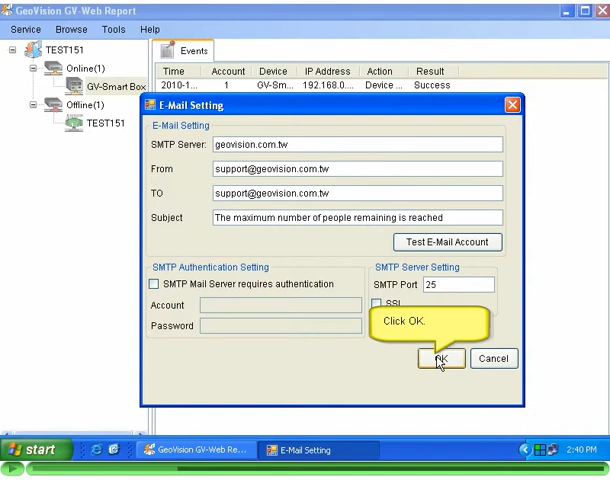 GeoVision GV-Web Report
Service Browse Tools Help
TEST151
Online(1)
GV-Smart Box
Offline(1)
TEST151
Events
Time Account Device IP Address Action Result
2010-1... 1 GV-Sm... 192.168.0.... Device ... Success
E-Mail Setting
E-Mail Setting
SMTP Server: geovision.com.tw
From support@geovision.com.tw
TO support@geovision.com.tw
Subject The maximum number of people remaining is reached
Test E-Mail Account
SMTP Authentication Setting
SMTP Mail Server requires authentication
Account
Password
SMTP Server Setting
SMTP Port 25
SSL
Click OK.
OK Cancel
start GeoVision GV-Web Re... E-Mail Setting 2:40 PM